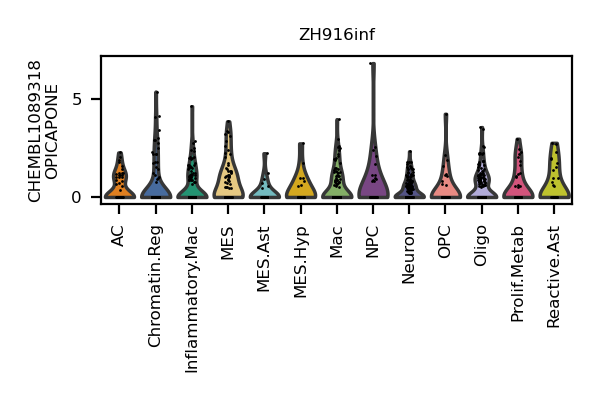 ZH916inf
CHEMBL1089318
OPICAPONE
5
0
AC
Chromatin.Reg
Inflammatory.Mac
MES
MES.Ast
MES.Hyp
Mac
NPC
Neuron
OPC
Oligo
Prolif.Metab
Reactive.Ast